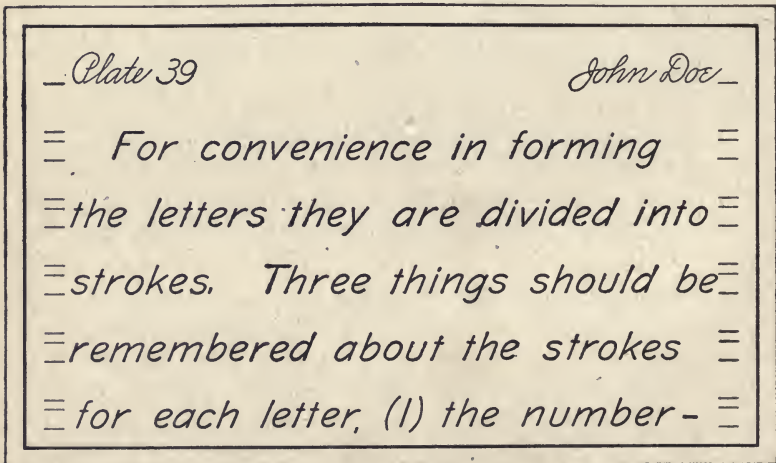 Plate 39 John Doe
For convenience in forming
the letters they are divided into
strokes. Three things should be
remembered about the strokes
for each letter, (1) the number-